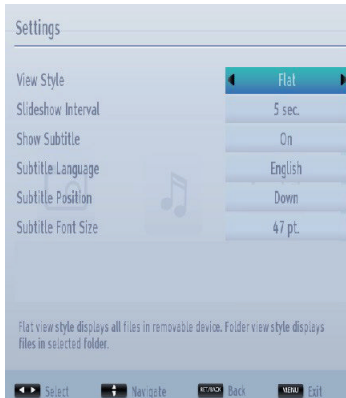 Settings
View Style Flat
Slideshow Interval 5 sec.
Show Subtitle On
Subtitle Language English
Subtitle Position Down
Subtitle Font Size 47 pt.
Flat view style displays all files in removable device. Folder view style displays
files in selected folder.
Select Navigate RET/BACK Back MENU Exit